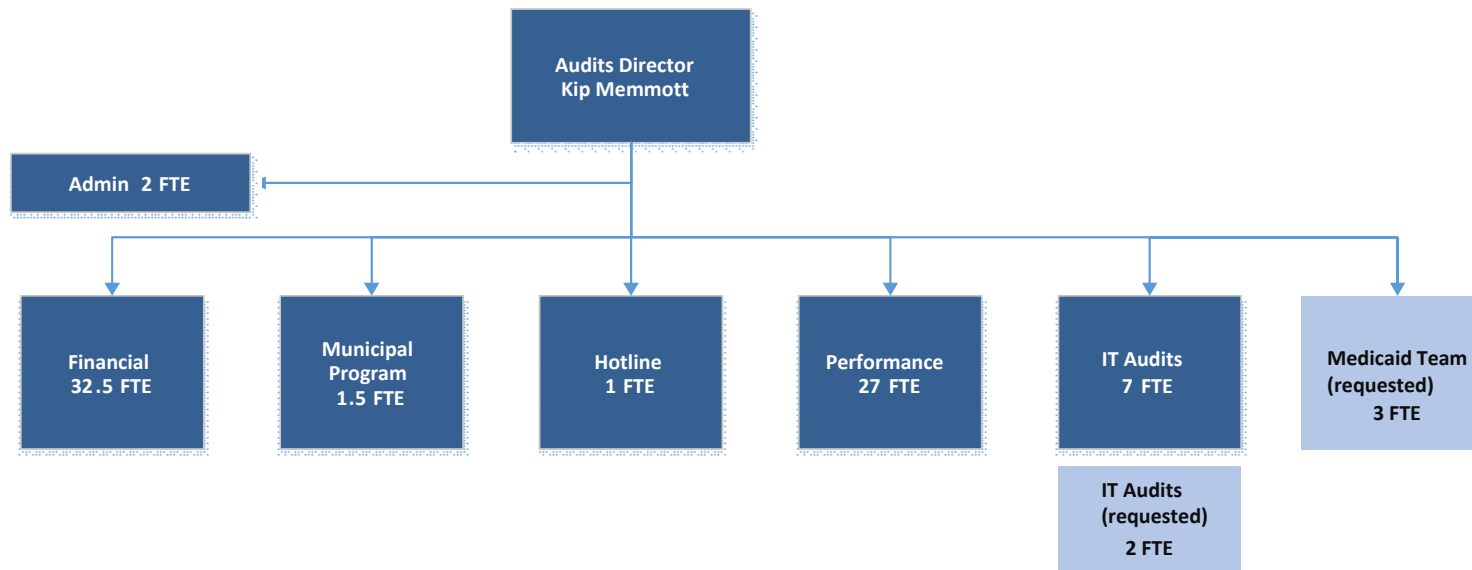 Audits Director
Kip Memmott
Admin 2 FTE
Financial
32.5 FTE
Municipal
Program
1.5 FTE
Hotline
1 FTE
Performance
27 FTE
IT Audits
7 FTE
Medicaid Team
(requested)
3 FTE
IT Audits
(requested)
2 FTE